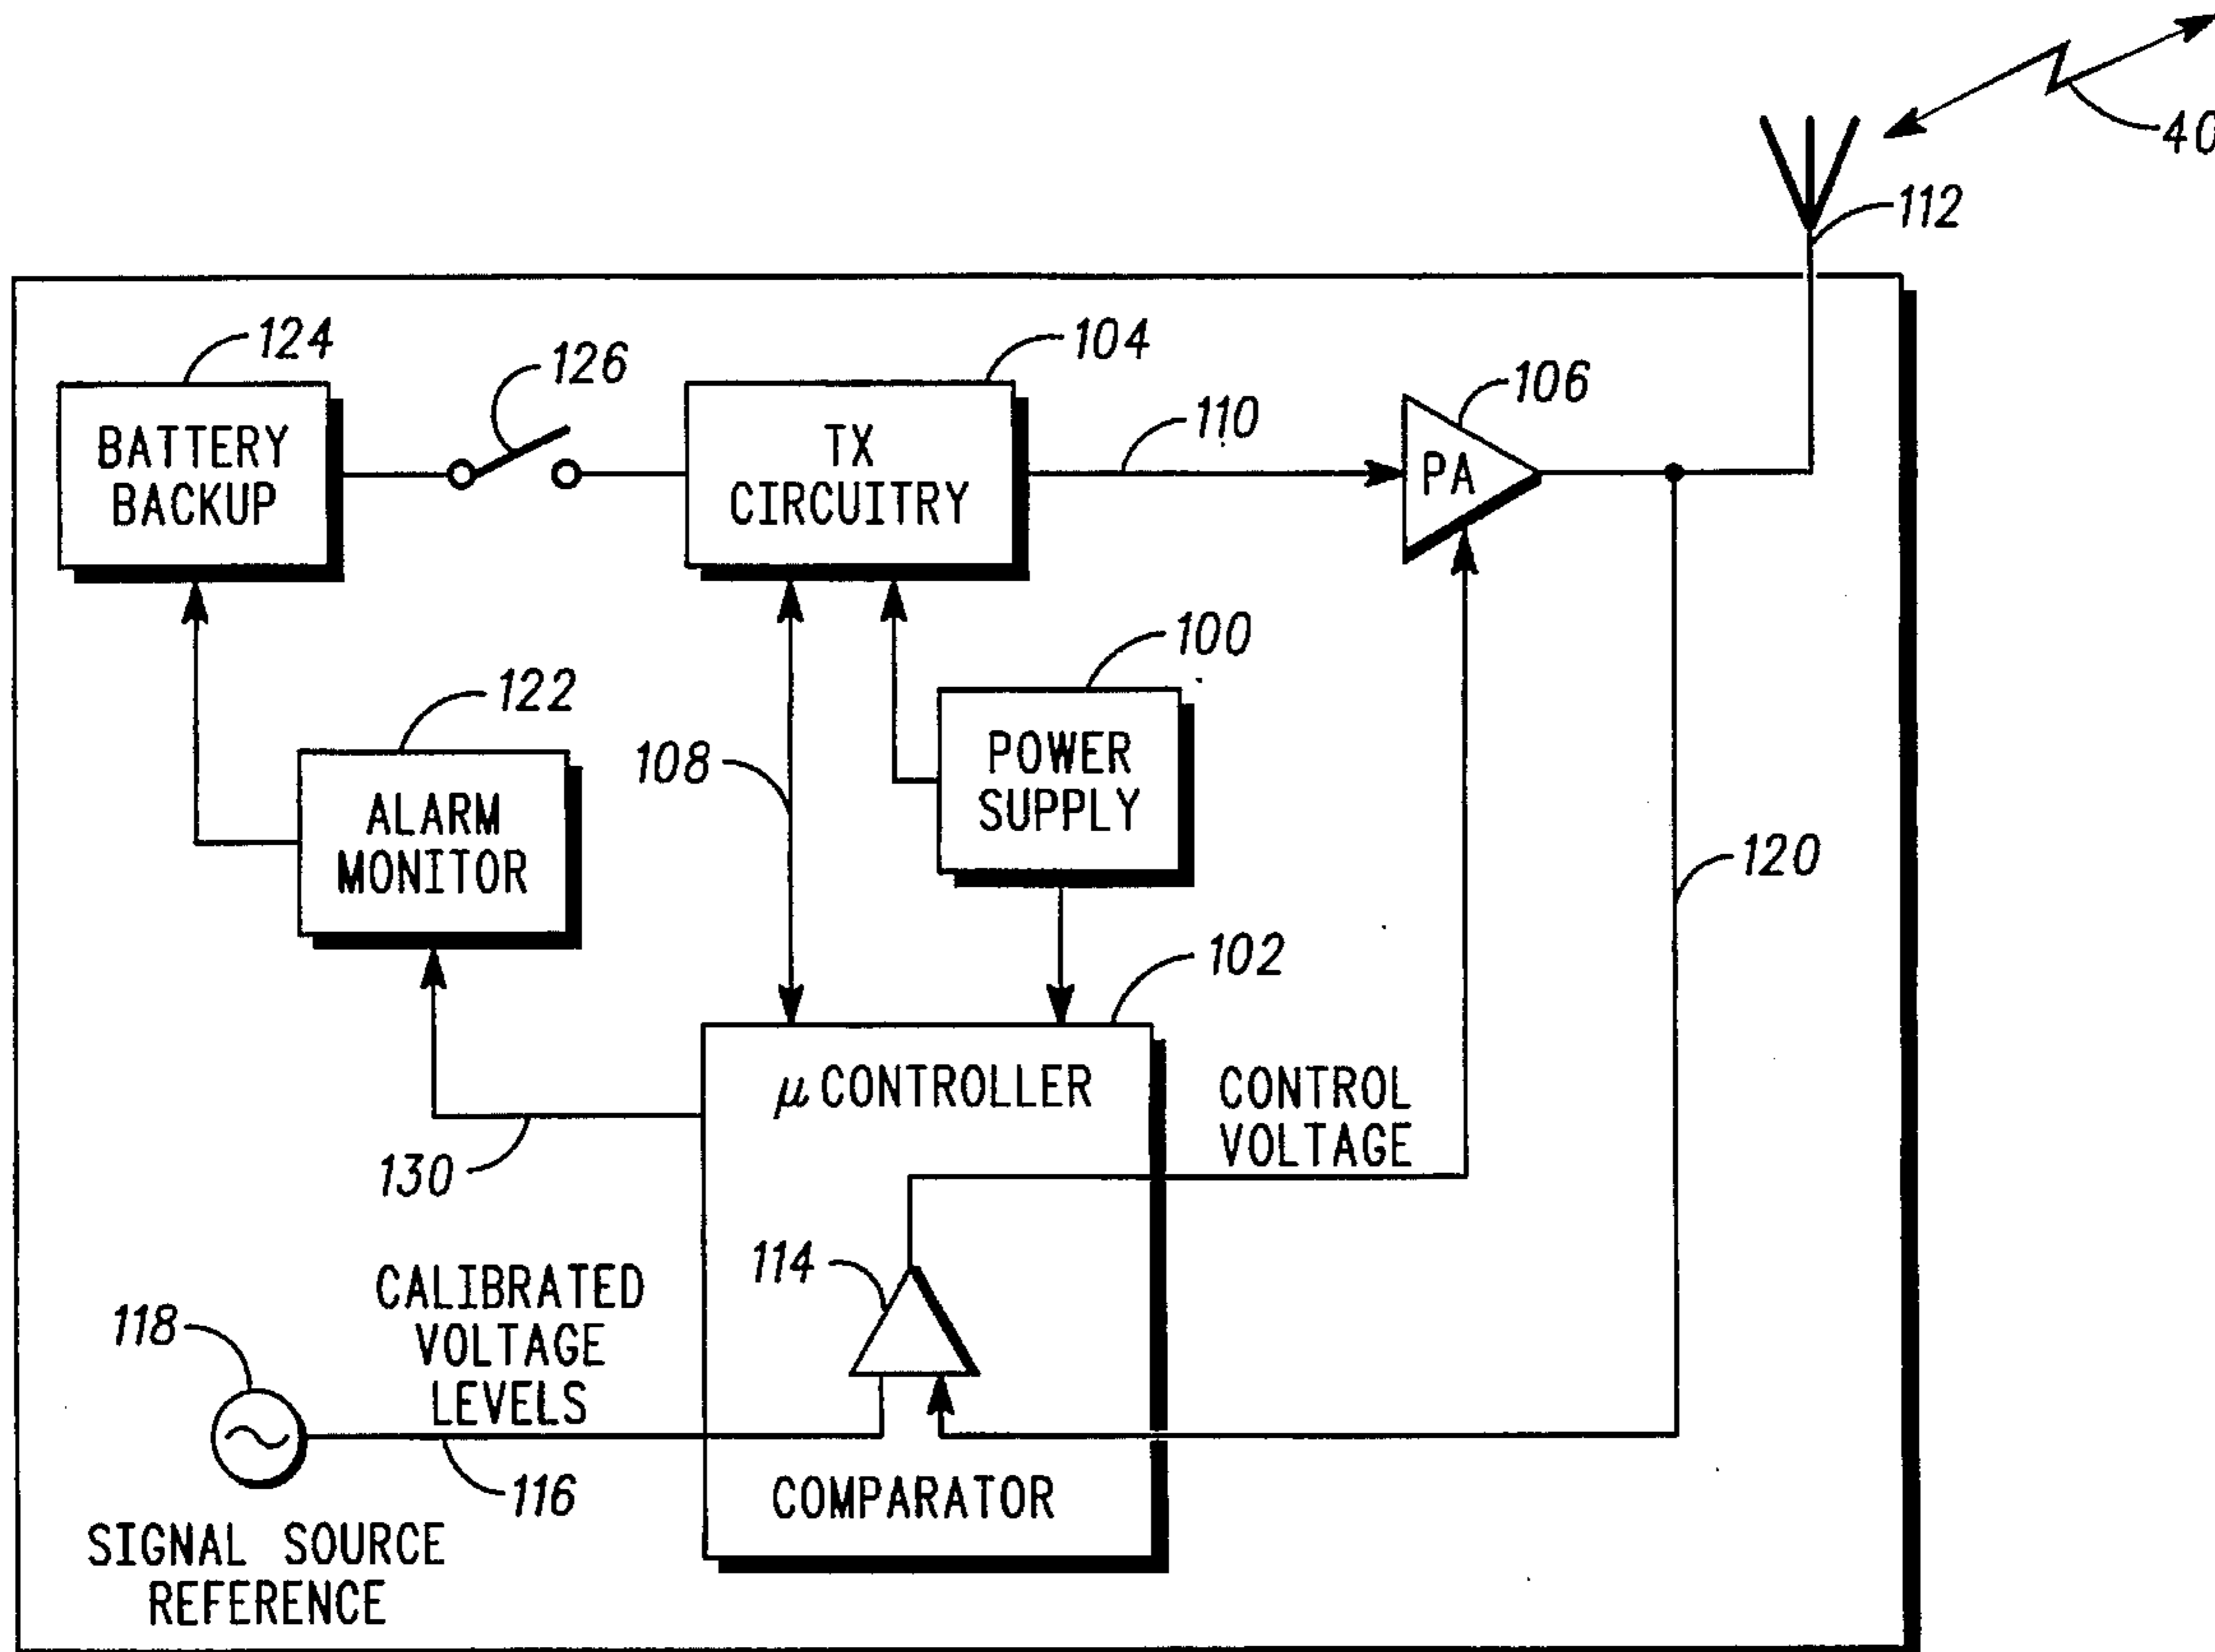 40
112
124
126
104
106
BATTERY
BACKUP
TX
CIRCUITRY
110
PA
100
122
108
POWER
SUPPLY
ALARM
MONITOR
120
102
μ CONTROLLER
CONTROL
VOLTAGE
130
114
CALIBRATED
VOLTAGE
LEVELS
118
116
COMPARATOR
SIGNAL SOURCE
REFERENCE